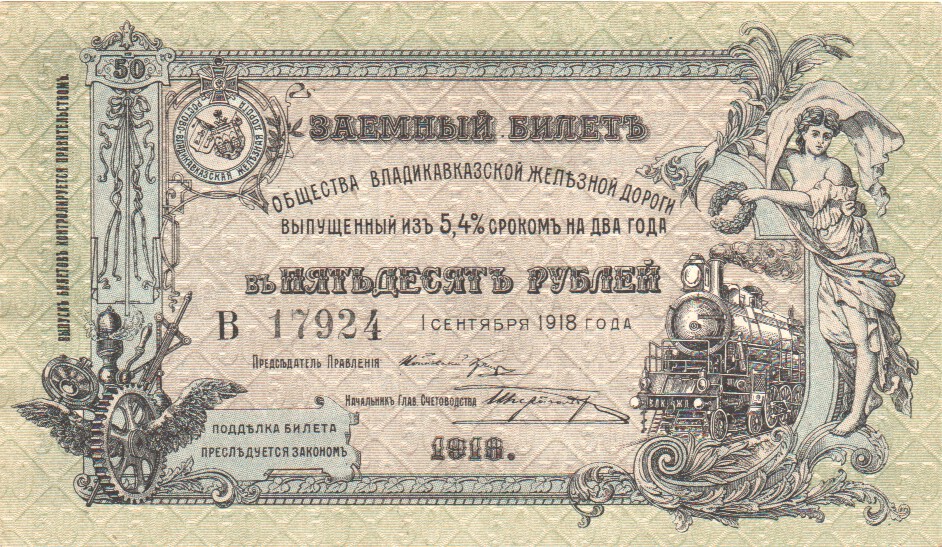 50
ВЫПУСКЪ БИЛЕТОВЪ КОНТРОЛИРУЕТСЯ ПРАВИТЕЛЬСТВОМЪ.
РОСТОВО-ВЛАДИКАВКАЗСКАЯ ЖЕЛѢЗНАЯ ДОРОГА
ЗАЕМНЫЙ БИЛЕТЪ
ОБЩЕСТВА ВЛАДИКАВКАЗСКОЙ ЖЕЛѢЗНОЙ ДОРОГИ
ВЫПУЩЕННЫЙ ИЗЪ 5,4% СРОКОМЪ НА ДВА ГОДА
въ ПЯТЬДЕСЯТЪ РУБЛЕЙ
В 17924
1 СЕНТЯБРЯ 1918 ГОДА
Предсѣдатель Правленія
Начальникъ Глав. Счетоводства
1918.
ПОДДѢЛКА БИЛЕТА
ПРЕСЛѢДУЕТСЯ ЗАКОНОМЪ